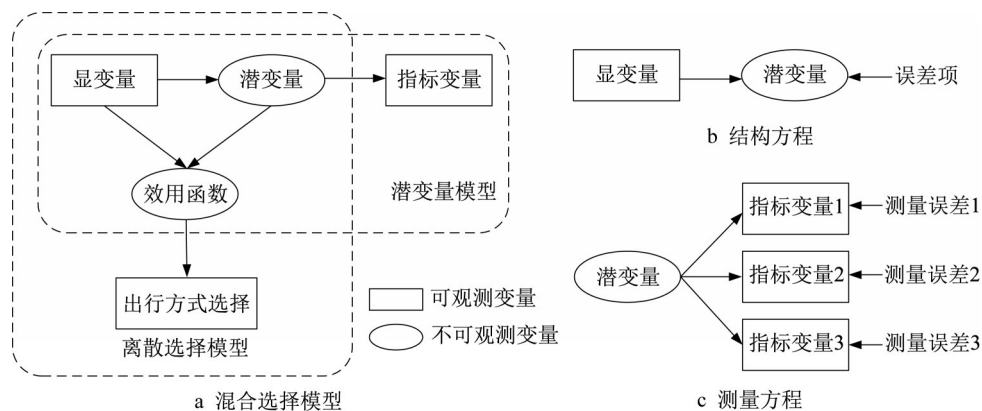 显变量
潜变量
指标变量
效用函数
潜变量模型
出行方式选择
离散选择模型
可观测变量
不可观测变量
a 混合选择模型
显变量
潜变量
误差项
b 结构方程
潜变量
指标变量1
测量误差1
指标变量2
测量误差2
指标变量3
测量误差3
c 测量方程